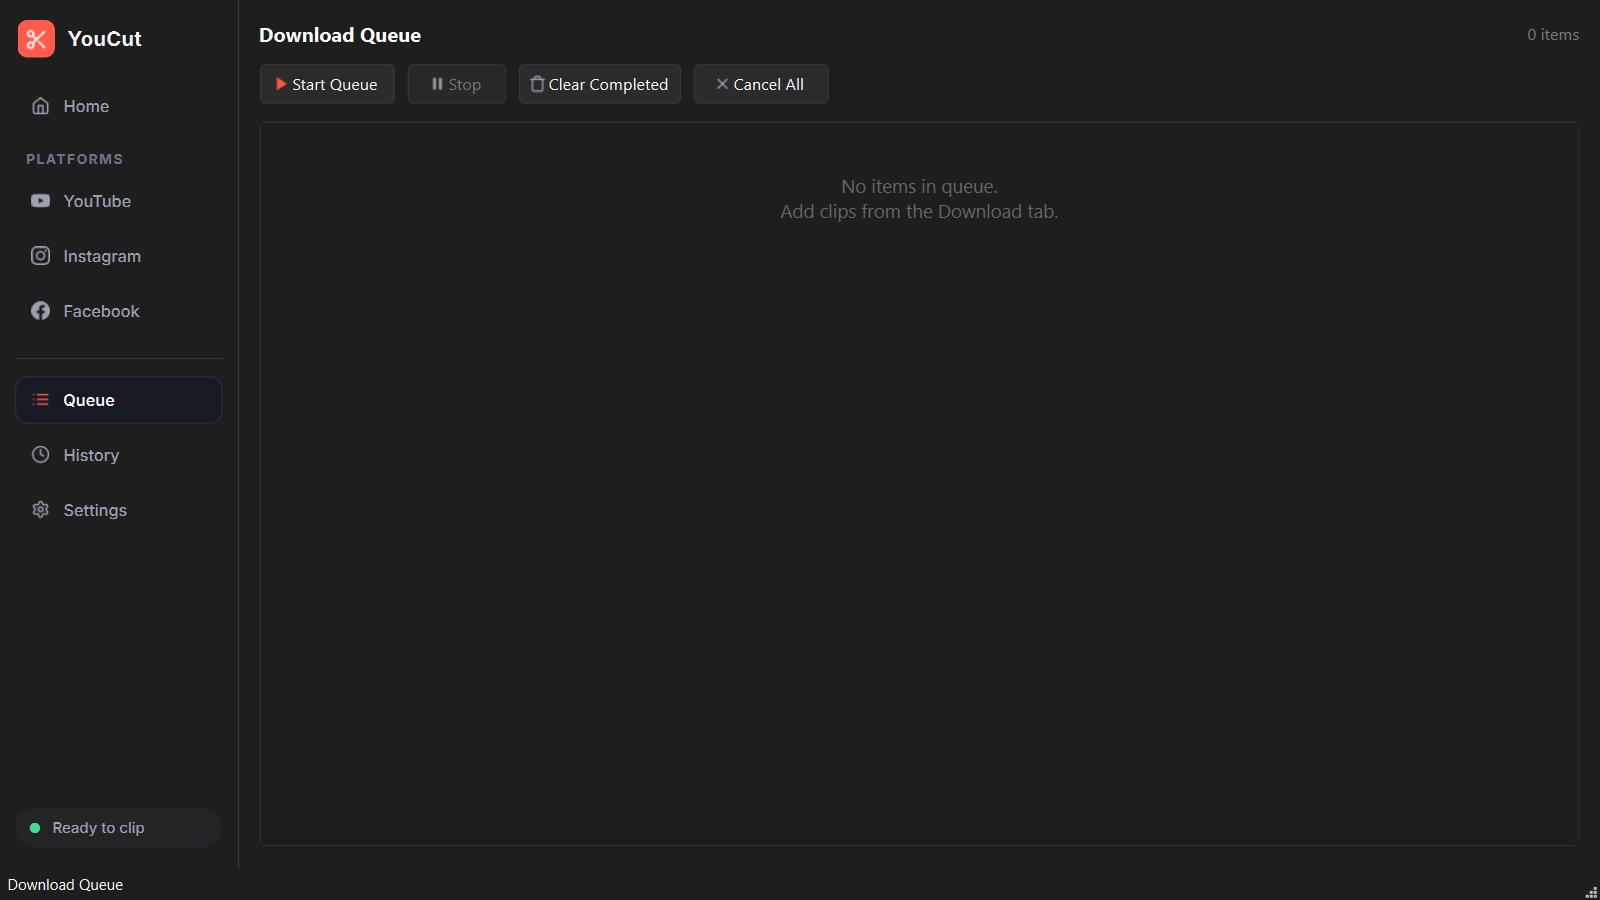 YouCut
Home
PLATFORMS
YouTube
Instagram
Facebook
Queue
History
Settings
Ready to clip
Download Queue
0 items
Start Queue
Stop
Clear Completed
Cancel All
No items in queue.
Add clips from the Download tab.
Download Queue